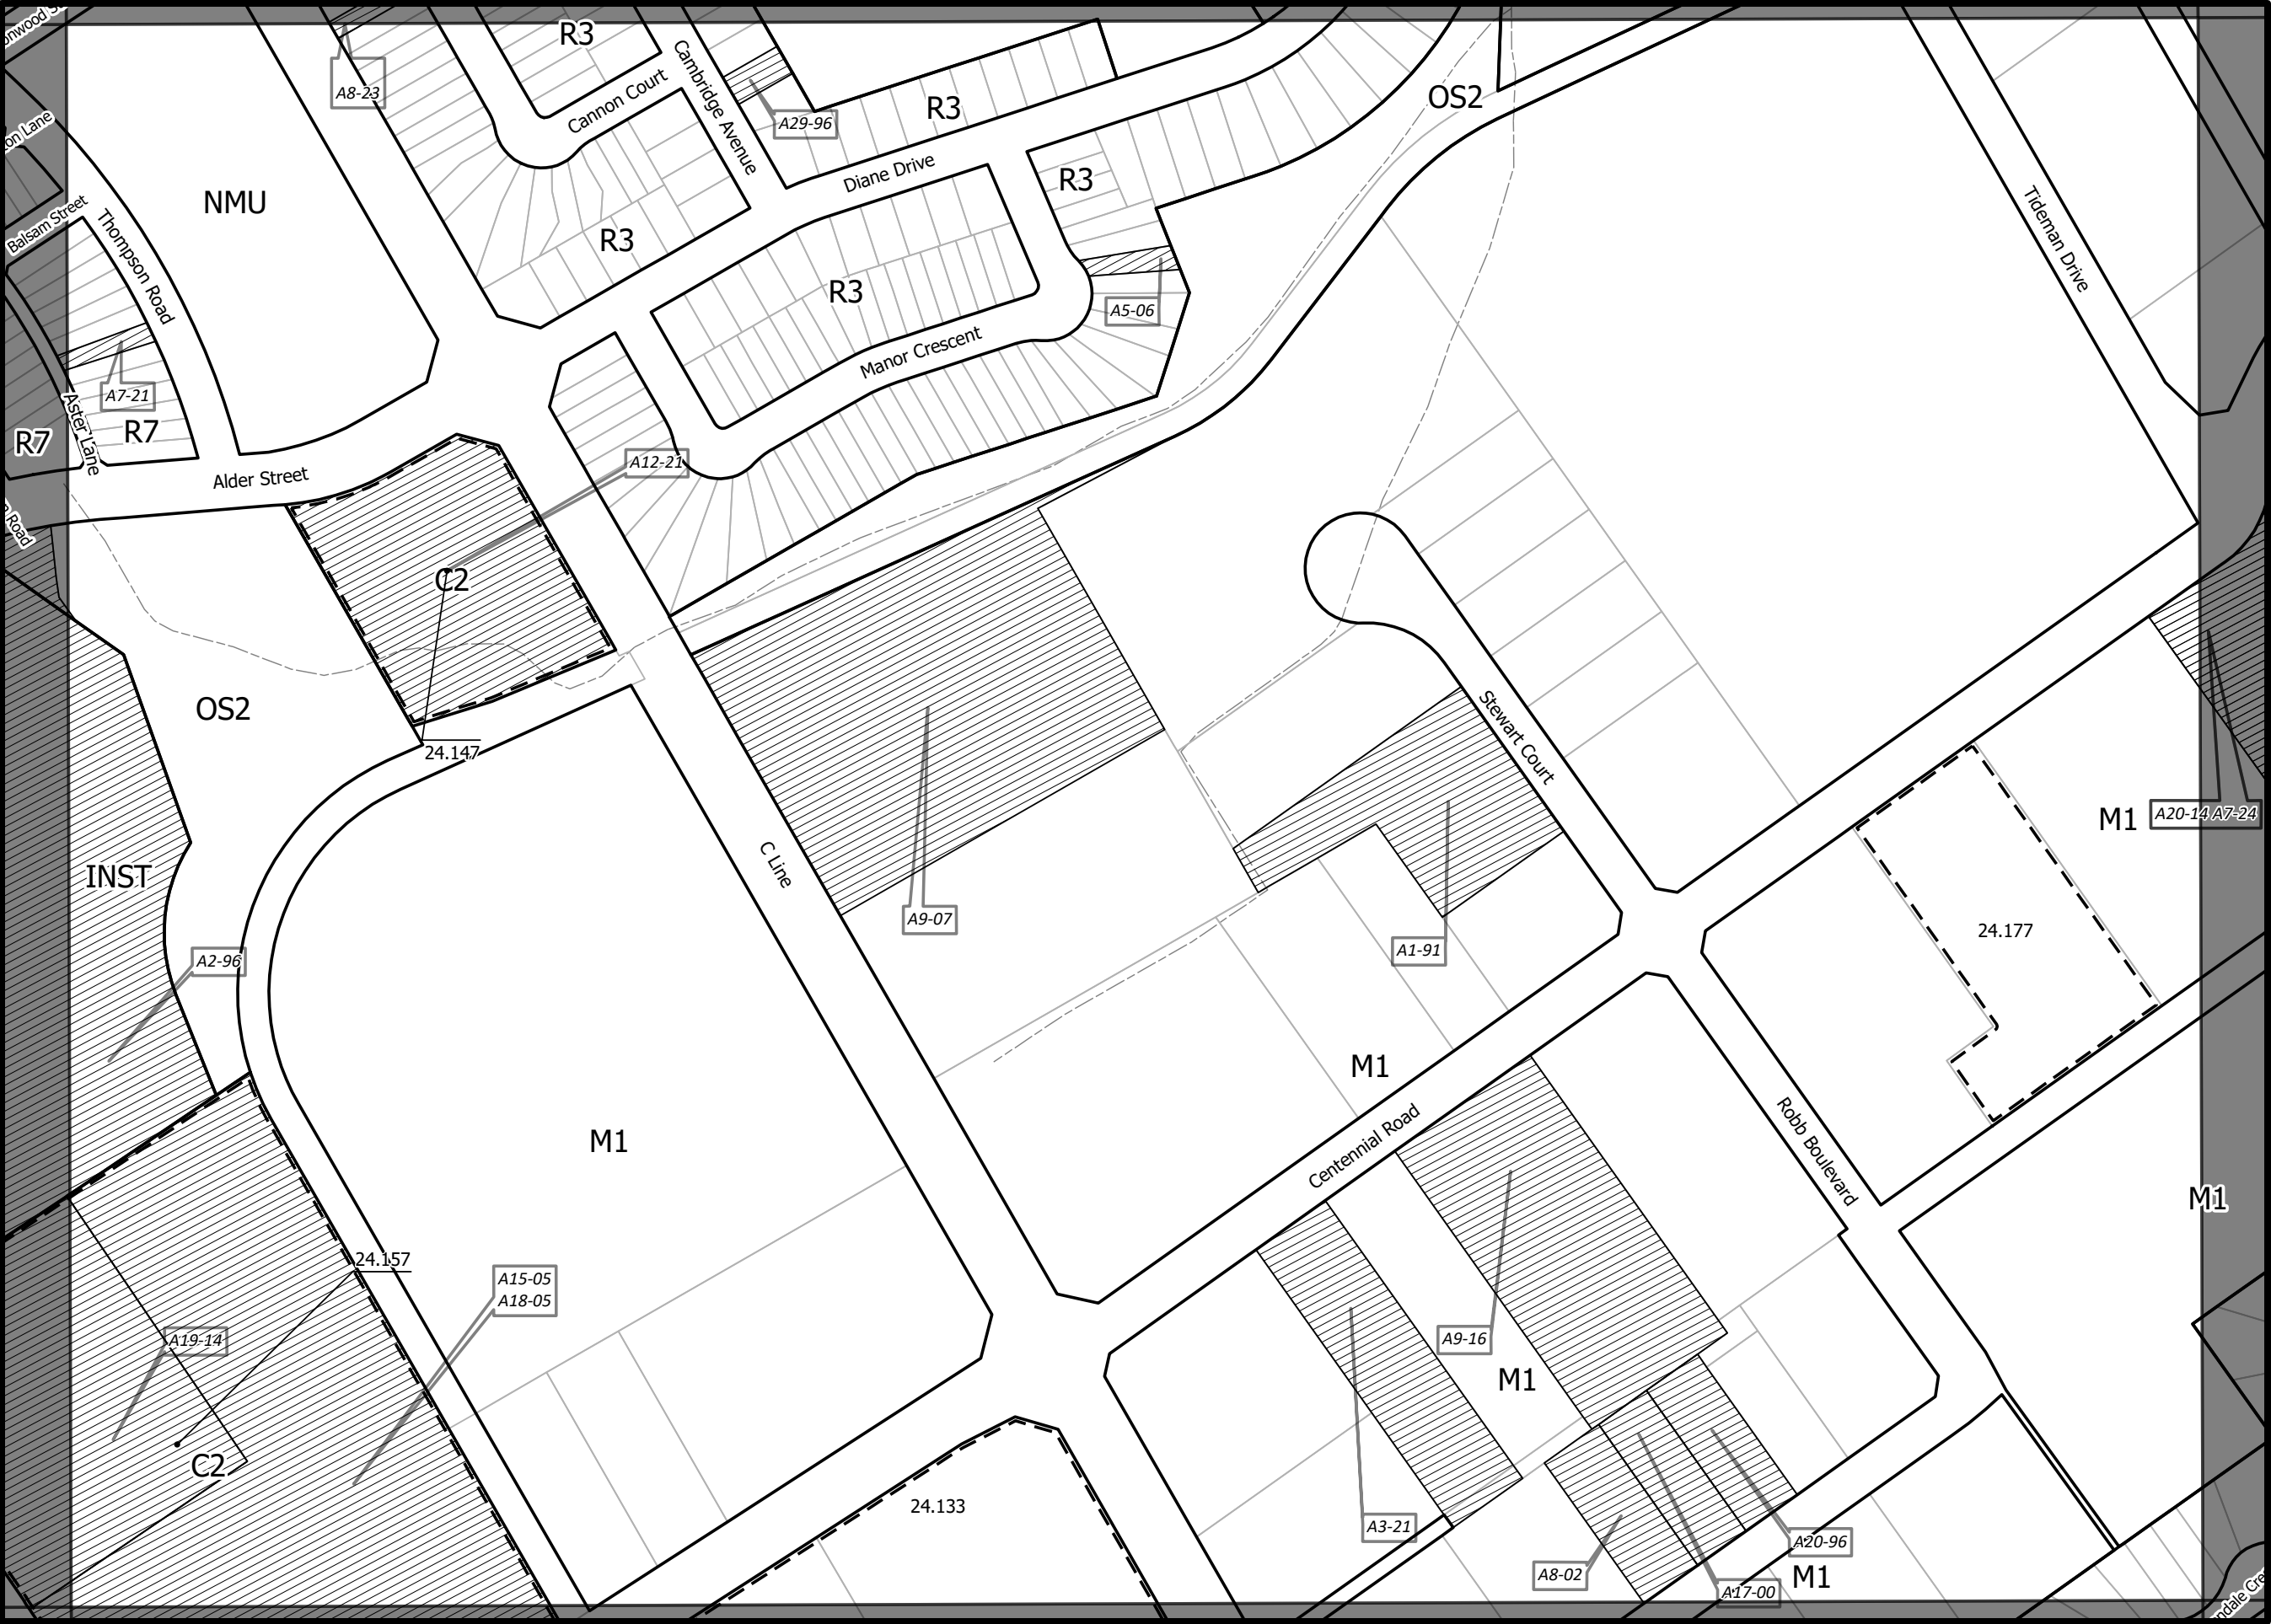 A8-23
R3
Cannon Court
Cambridge Avenue
A29-96
R3
OS2
Diane Drive
R3
Balsam Street
Thompson Road
NMU
R3
R3
A5-06
Tideman Drive
Manor Crescent
A7-21
Aster Lane
R7
R7
Alder Street
A12-21
C2
OS2
24.147
Stewart Court
C Line
M1
A20-14 A7-24
INST
A9-07
A1-91
24.177
A2-96
M1
M1
Centennial Road
Robb Boulevard
M1
24.157
A15-05
A18-05
A19-14
A9-16
M1
C2
24.133
A3-21
A20-96
A8-02
A17-00
M1